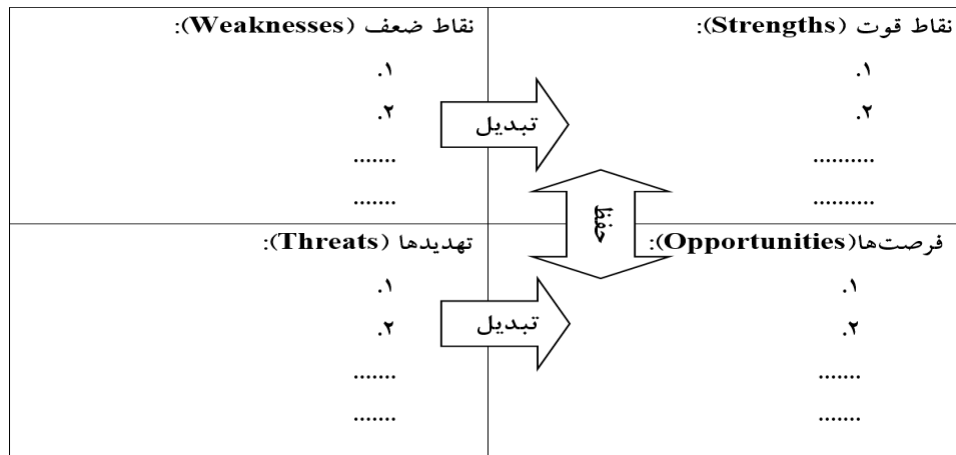 نقاط قوت (Strengths):
۱.
۲.
..........
..........
نقاط ضعف (Weaknesses):
۱.
۲.
.......
.......
تبدیل
حفظ
فرصت‌ها(Opportunities):
۱.
۲.
.......
.......
تهدیدها (Threats):
۱.
۲.
.......
.......
تبدیل